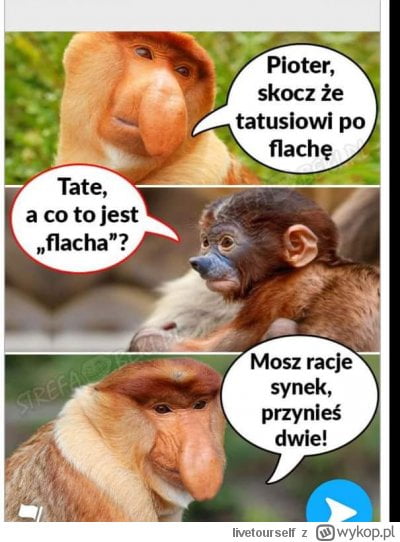 Pioter,
skocz że
tatusiowi po
flachę
Tate,
a co to jest
„flacha”?
Mosz racje
synek,
przynieś
dwie!
livetourself z wykop.pl